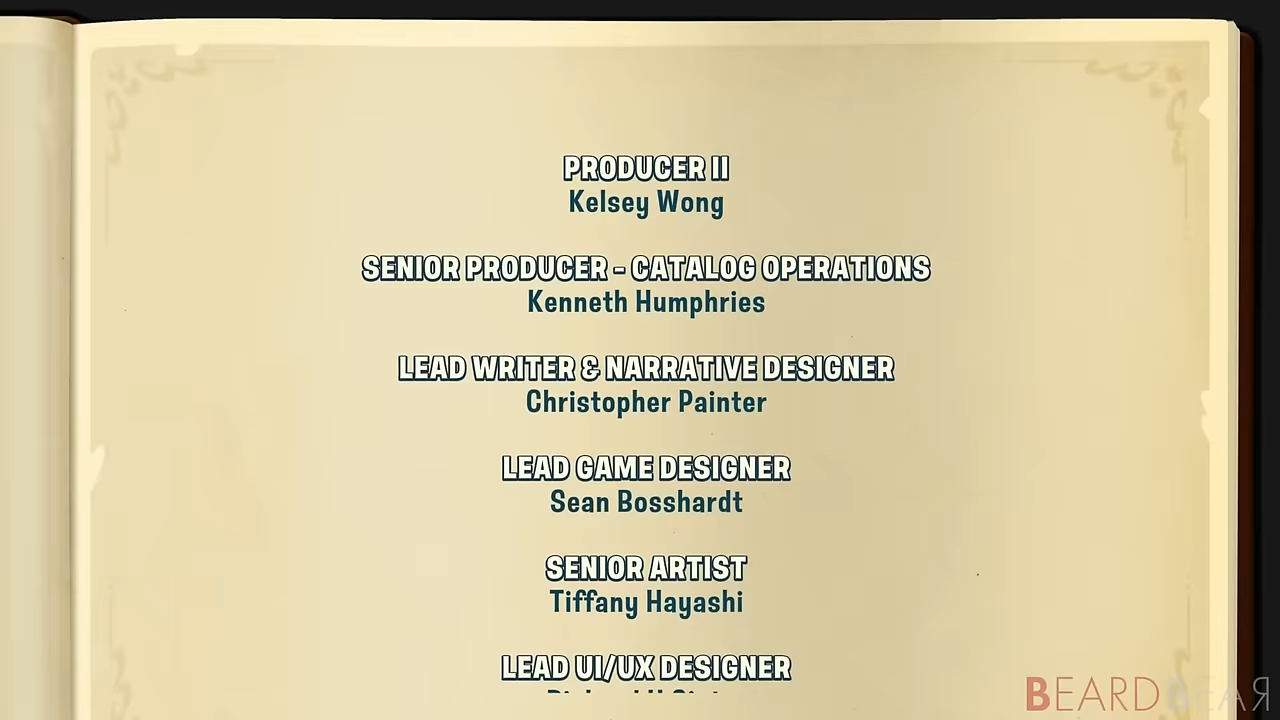 PRODUCER II
Kelsey Wong
SENIOR PRODUCER - CATALOG OPERATIONS
Kenneth Humphries
LEAD WRITER & NARRATIVE DESIGNER
Christopher Painter
LEAD GAME DESIGNER
Sean Bosshardt
SENIOR ARTIST
Tiffany Hayashi
LEAD UI/UX DESIGNER
BEARDBEAR